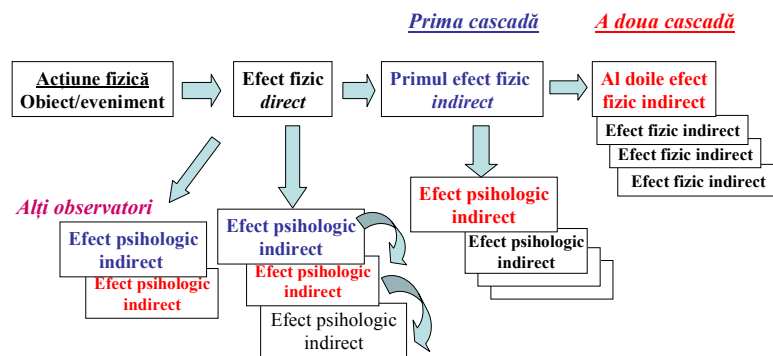 Prima cascadă
A doua cascadă
Acțiune fizică
Obiect/eveniment
Efect fizic
direct
Primul efect fizic
indirect
Al doile efect
fizic indirect
Efect fizic indirect
Efect fizic indirect
Efect fizic indirect
Alți observatori
Efect psihologic
indirect
Efect psihologic
indirect
Efect psihologic
indirect
Efect psihologic
indirect
Efect psihologic
indirect
Efect psihologic
indirect
Efect psihologic
indirect